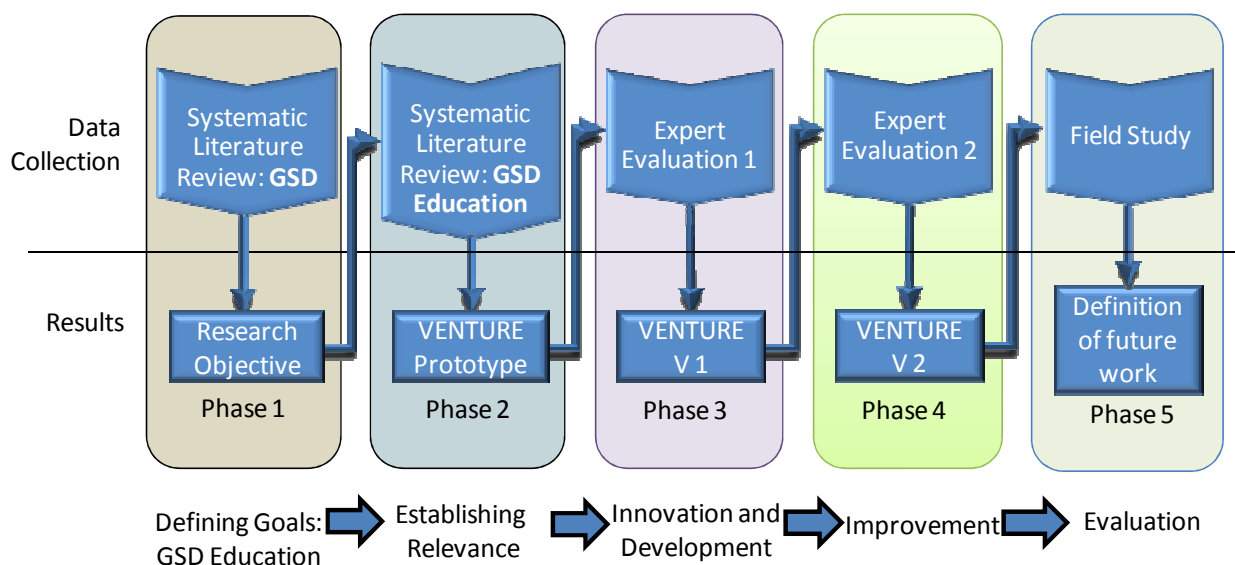 Data
Collection
Systematic
Literature
Review: GSD
Systematic
Literature
Review: GSD
Education
Expert
Evaluation 1
Expert
Evaluation 2
Field Study
Results
Research
Objective
VENTURE
Prototype
VENTURE
V 1
VENTURE
V 2
Definition
of future
work
Phase 1
Phase 2
Phase 3
Phase 4
Phase 5
Defining Goals:
GSD Education
Establishing
Relevance
Innovation and
Development
Improvement
Evaluation